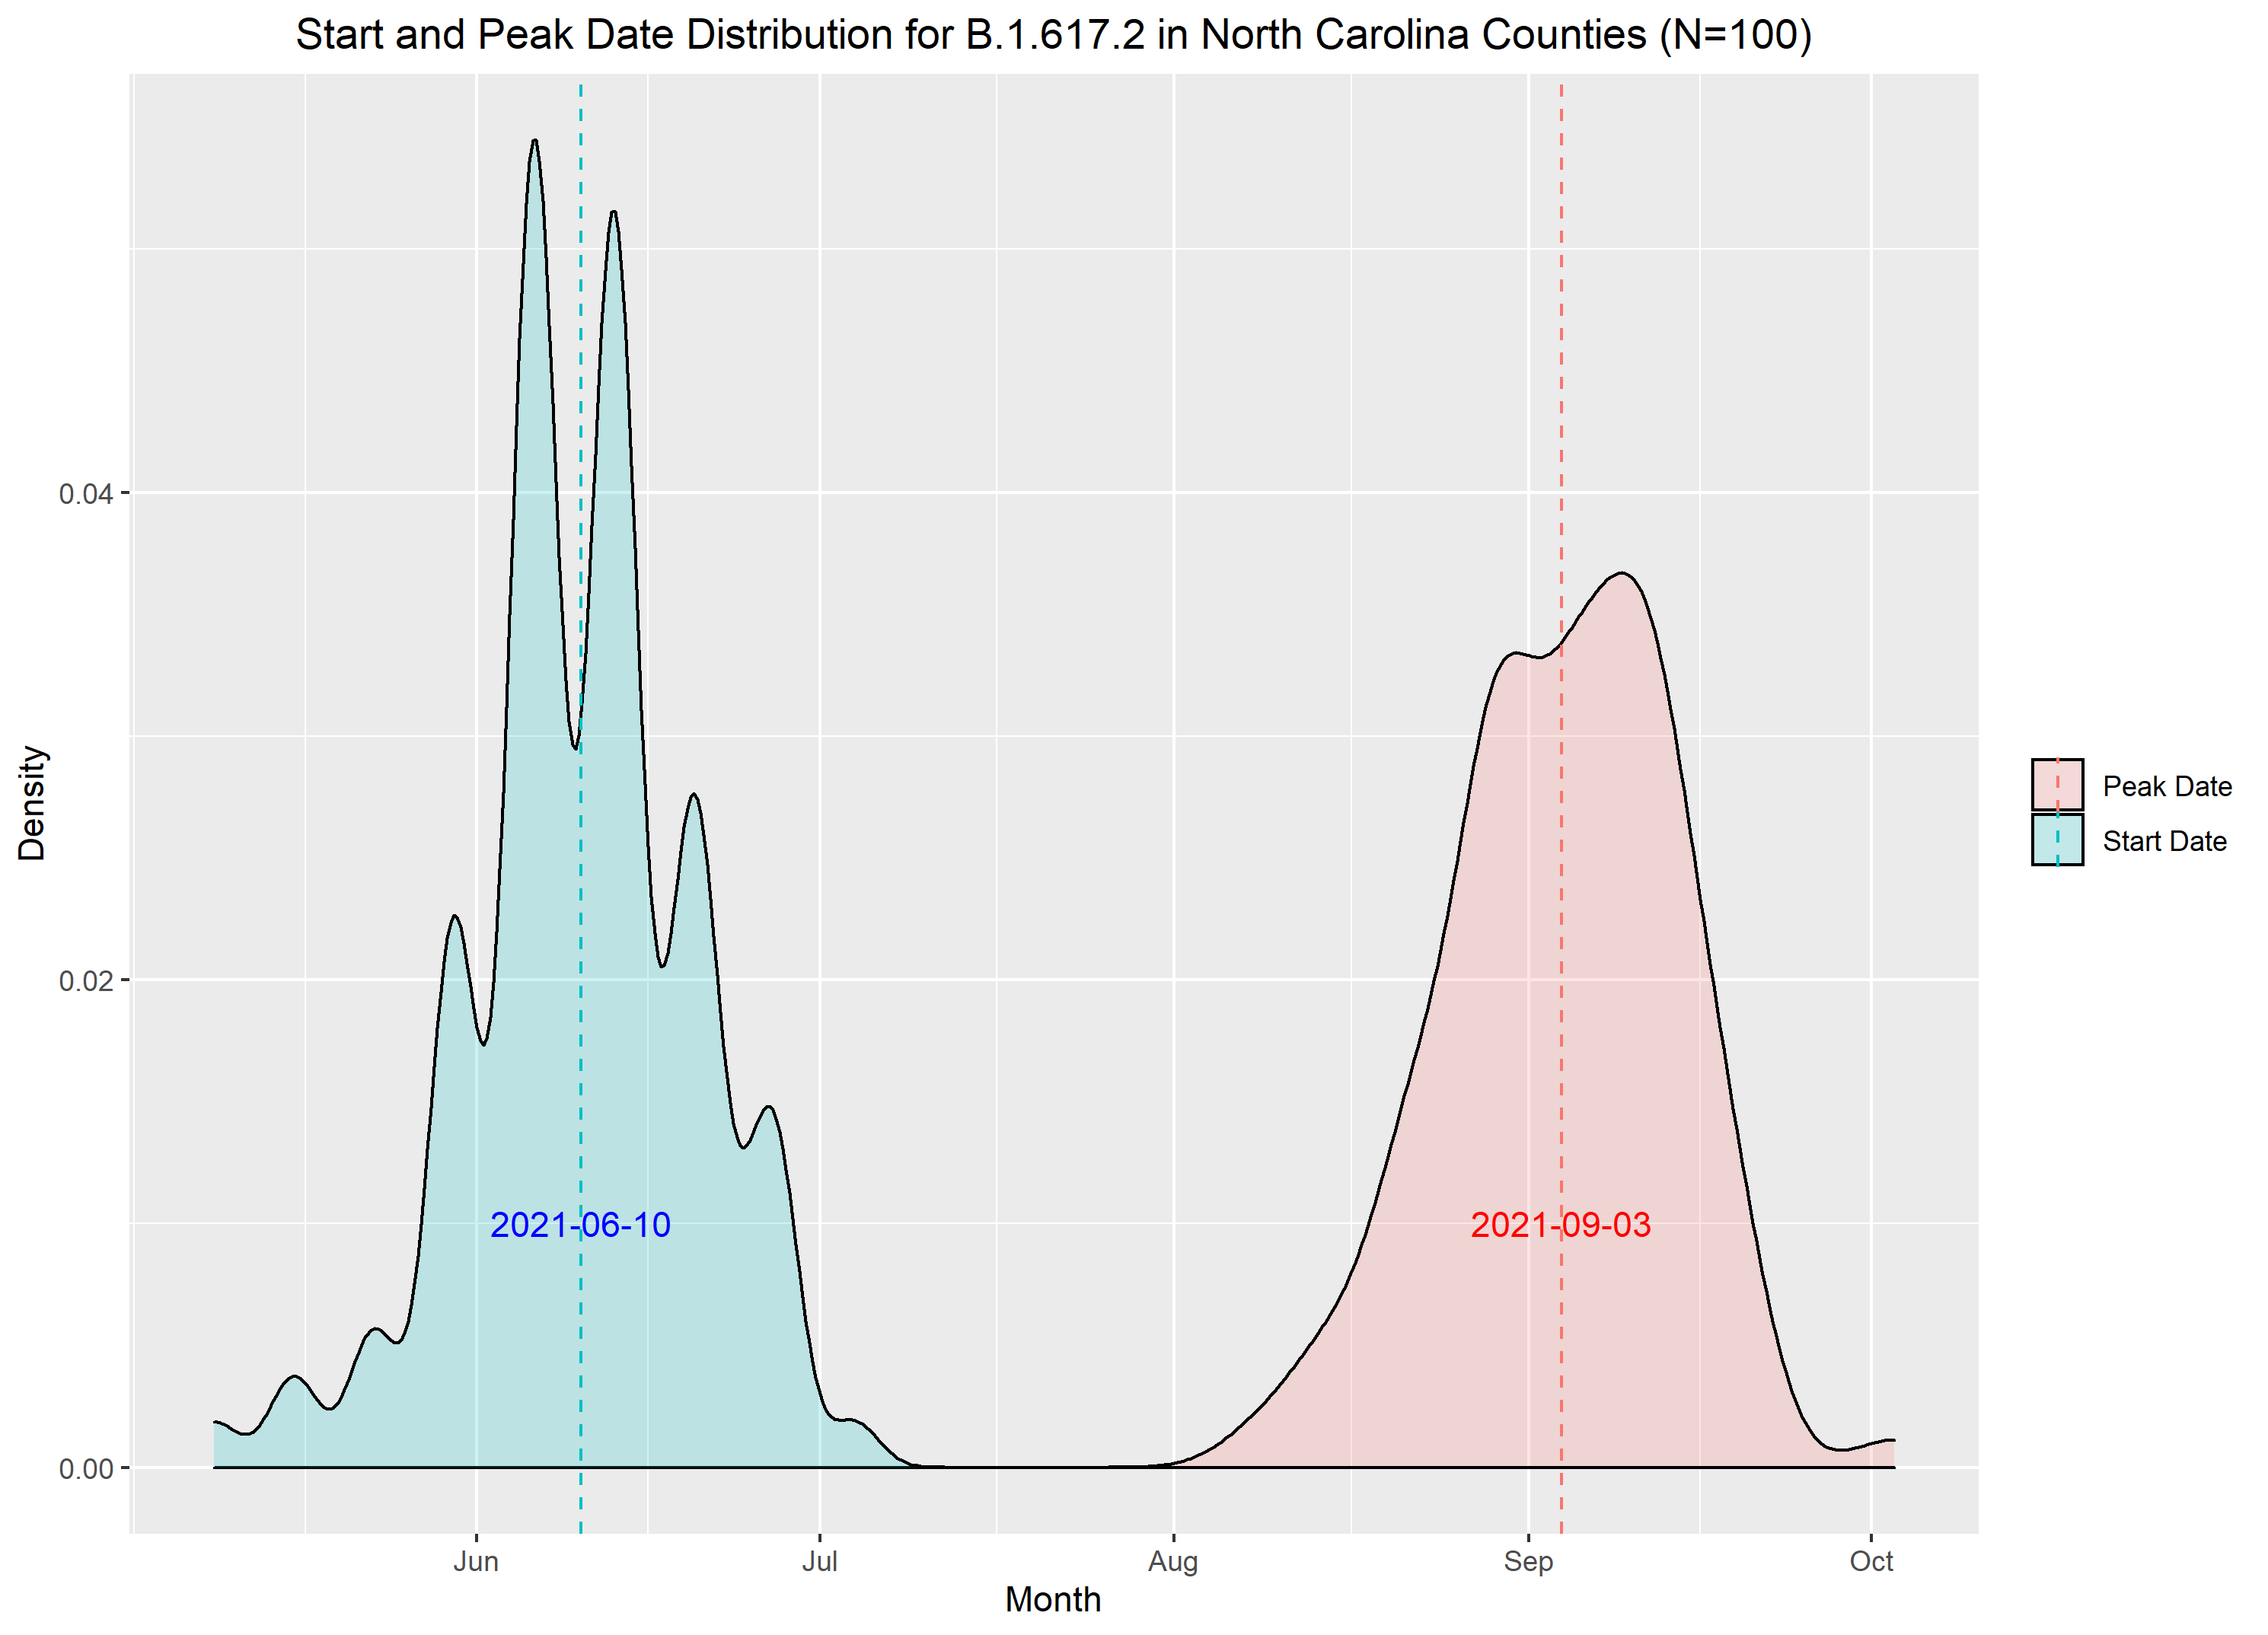 Start and Peak Date Distribution for B.1.617.2 in North Carolina Counties (N=100)
Density
0.04
0.02
0.00
2021-06-10
2021-09-03
Peak Date
Start Date
Jun Jul Aug Sep Oct
Month